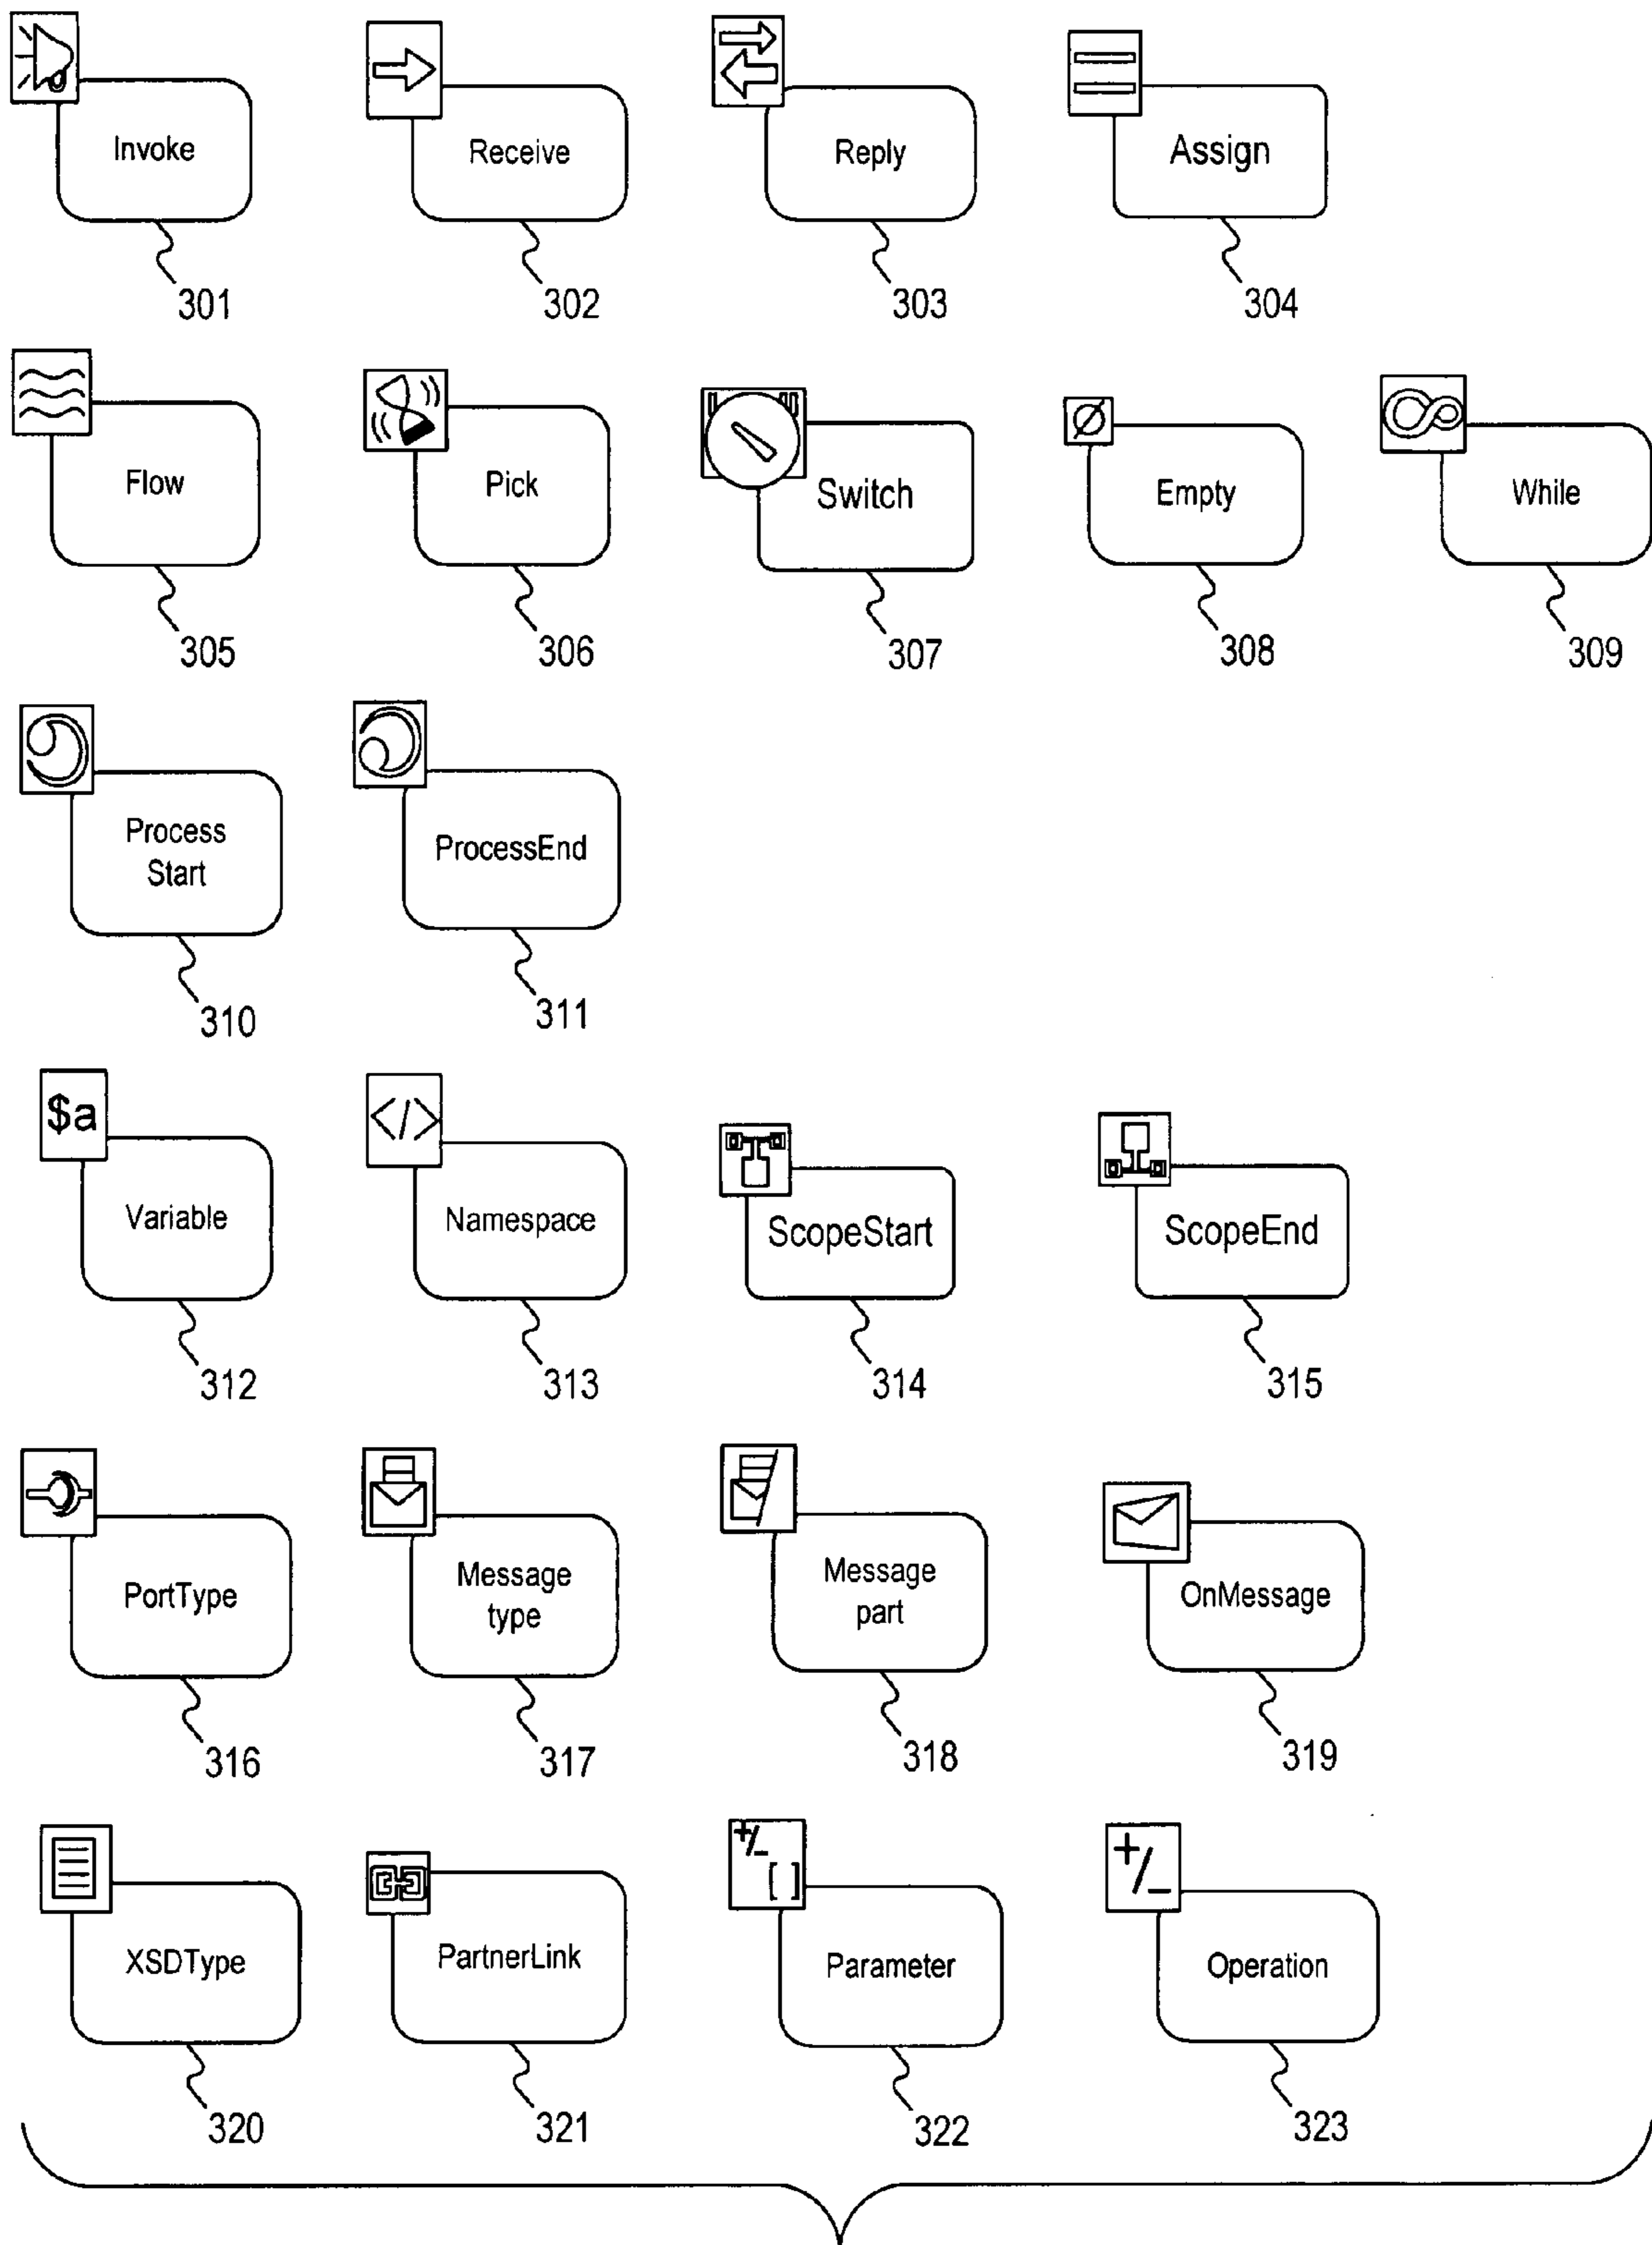 Invoke
Receive
Reply
Assign
301
302
303
304
Flow
Pick
Switch
Empty
While
305
306
307
308
309
Process
Start
ProcessEnd
310
311
$a
</>
Variable
Namespace
ScopeStart
ScopeEnd
312
313
314
315
PortType
Message
type
Message
part
OnMessage
316
317
318
319
+/-
[ ]
+/-
XSDType
PartnerLink
Parameter
Operation
320
321
322
323